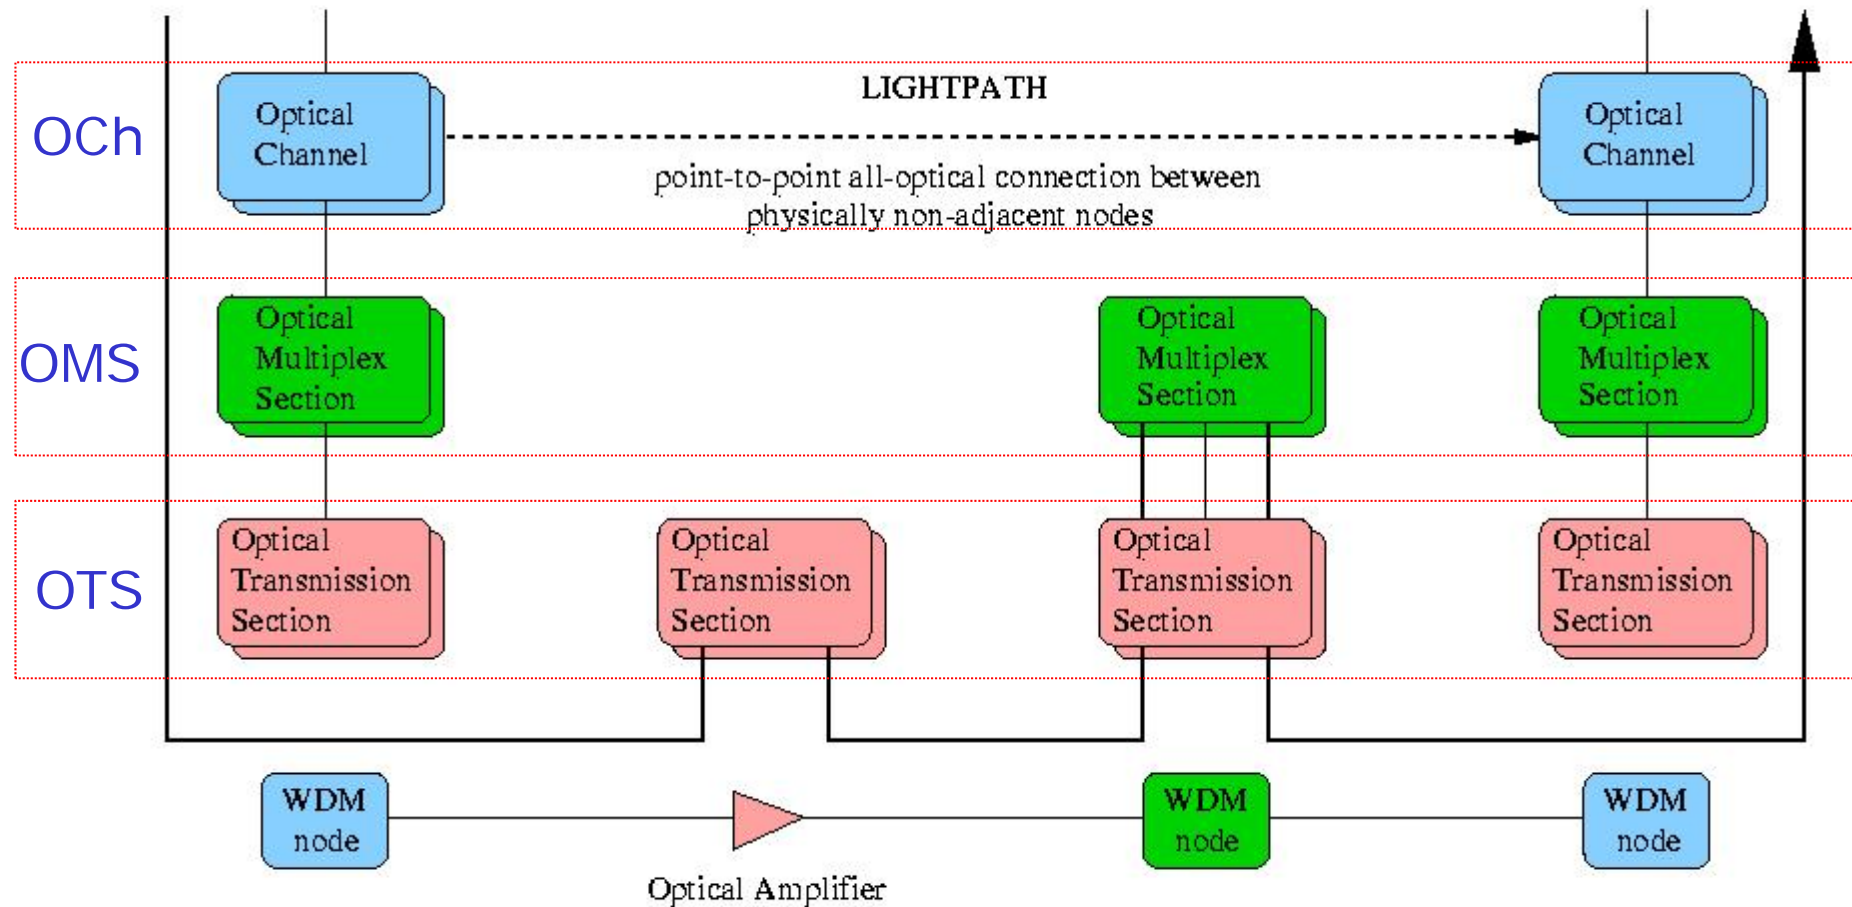 OCh
Optical
Channel
LIGHTPATH
point-to-point all-optical connection between
physically non-adjacent nodes
Optical
Channel
OMS
Optical
Multiplex
Section
Optical
Multiplex
Section
Optical
Multiplex
Section
OTS
Optical
Transmission
Section
Optical
Transmission
Section
Optical
Transmission
Section
Optical
Transmission
Section
WDM
node
Optical Amplifier
WDM
node
WDM
node